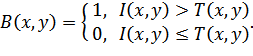 B(x,y) = {1, I(x,y) > T(x,y)
0, I(x,y) ≤ T(x,y).